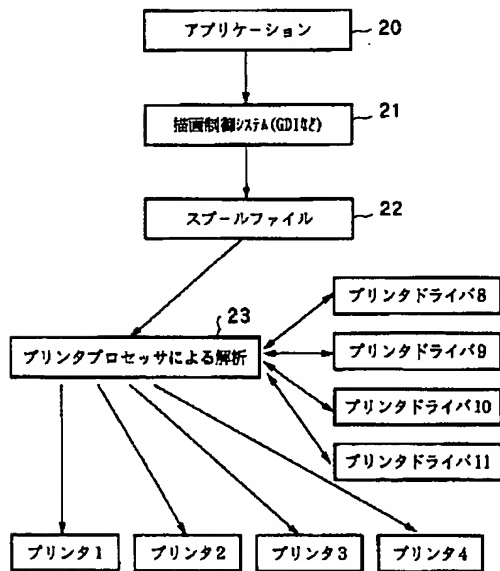 アプリケーション
20
描画制御システム(GDIなど)
21
スプールファイル
22
23
プリンタプロセッサによる解析
プリンタドライバ8
プリンタドライバ9
プリンタドライバ10
プリンタドライバ11
プリンタ1
プリンタ2
プリンタ3
プリンタ4